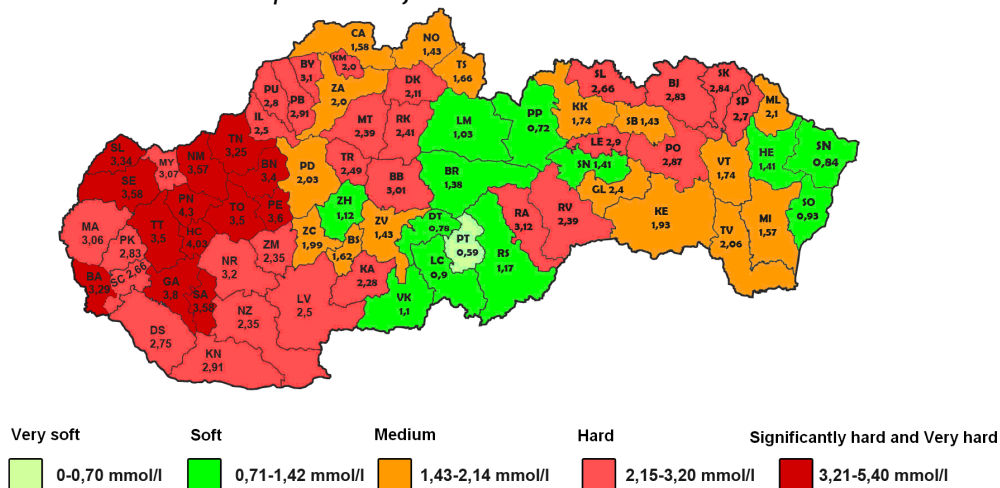 CA
1,58
NO
1,43
KM
2,0
BY
3,1
TS
1,66
ZA
2,0
DK
2,11
PU
2,8
PB
2,91
IL
2,5
MT
2,39
RK
2,41
LM
1,03
PP
0,72
KK
1,74
SL
2,66
SB 1,43
BJ
2,83
SK
2,84
SP
2,7
ML
2,1
SL
3,34
MY
3,07
NM
3,57
TN
3,25
BN
3,4
PD
2,03
TR
2,49
BB
3,01
BR
1,38
LE 2,9
SN 1,41
PO
2,87
VT
1,74
HE
1,41
SN
0,84
SE
3,58
PN
4,3
TO
3,5
PE
3,6
ZH
1,12
GL 2,4
SO
0,93
MA
3,06
PK
2,83
TT
3,5
HC
4,03
ZM
2,35
ZC
1,99
BS
1,62
ZV
1,43
DT
0,78
PT
0,59
RA
3,12
RV
2,39
KE
1,93
TV
2,06
MI
1,57
BA
3,29
SC 2,66
GA
3,8
SA
3,58
NR
3,2
KA
2,28
LC
0,9
RS
1,17
DS
2,75
NZ
2,35
LV
2,5
VK
1,1
KN
2,91
Very soft
Soft
Medium
Hard
Significantly hard and Very hard
0-0,70 mmol/l
0,71-1,42 mmol/l
1,43-2,14 mmol/l
2,15-3,20 mmol/l
3,21-5,40 mmol/l